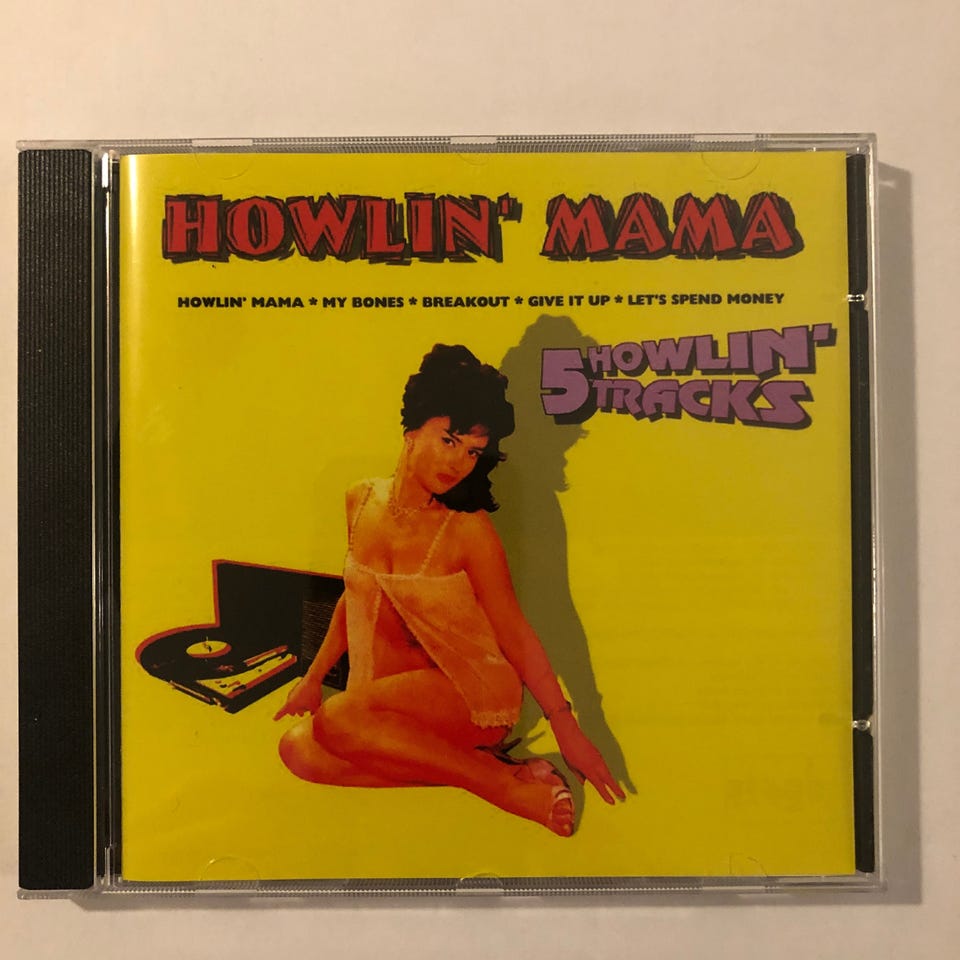 HOWLIN' MAMA
HOWLIN' MAMA * MY BONES * BREAKOUT * GIVE IT UP * LET'S SPEND MONEY
5 HOWLIN'
TRACKS